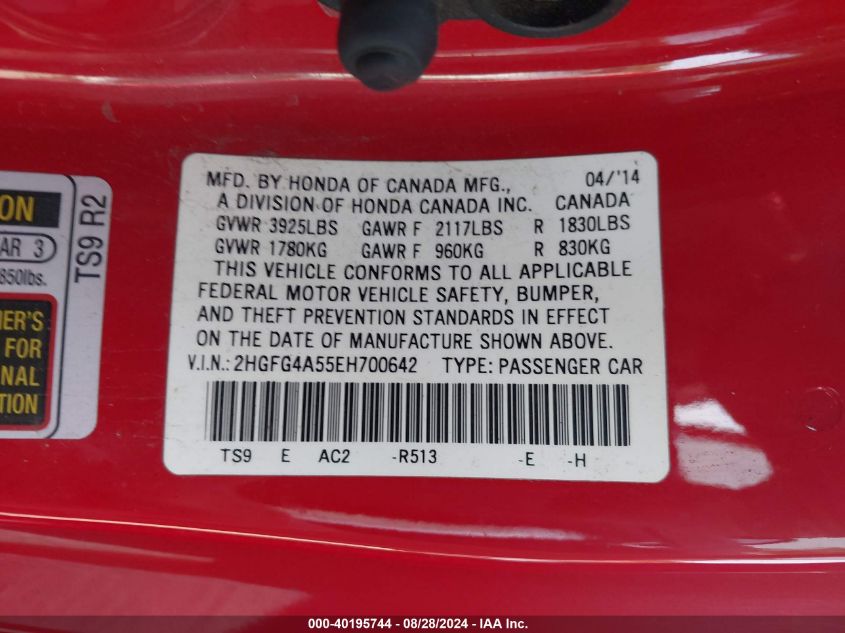 MFD. BY HONDA OF CANADA MFG., 04/'14
A DIVISION OF HONDA CANADA INC. CANADA
GVWR 3925LBS GAWR F 2117LBS R 1830LBS
GVWR 1780KG GAWR F 960KG R 830KG
THIS VEHICLE CONFORMS TO ALL APPLICABLE
FEDERAL MOTOR VEHICLE SAFETY, BUMPER,
AND THEFT PREVENTION STANDARDS IN EFFECT
ON THE DATE OF MANUFACTURE SHOWN ABOVE.
V.I.N.: 2HGFG4A55EH700642 TYPE: PASSENGER CAR
TS9 E AC2 -R513 -E -H
ON
AR 3
850lbs.
ER'S
FOR
NAL
TION
TS9 R2
000-40195744 - 08/28/2024 - IAA Inc.